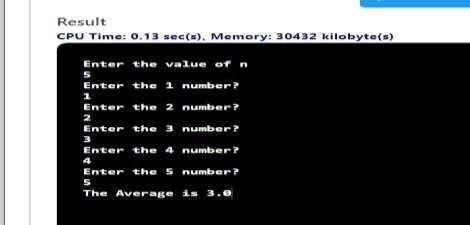 Result
CPU Time: 0.13 sec(s), Memory: 30432 kilobyte(s)
Enter the value of n
5
Enter the 1 number?
1
Enter the 2 number?
2
Enter the 3 number?
3
Enter the 4 number?
4
Enter the 5 number?
5
The Average is 3.0